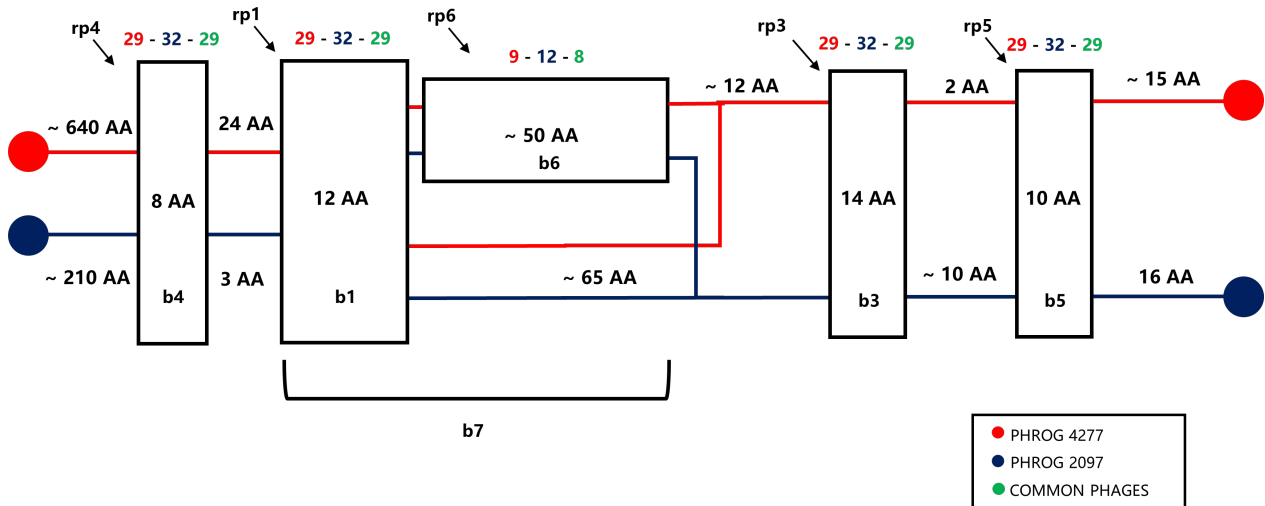 rp4
29 - 32 - 29
rp1
29 - 32 - 29
rp6
9 - 12 - 8
rp3
29 - 32 - 29
rp5
29 - 32 - 29
~ 640 AA
24 AA
~ 12 AA
2 AA
~ 15 AA
~ 50 AA
b6
8 AA
12 AA
14 AA
10 AA
~ 210 AA
3 AA
~ 65 AA
~ 10 AA
16 AA
b4
b1
b3
b5
b7
PHROG 4277
PHROG 2097
COMMON PHAGES